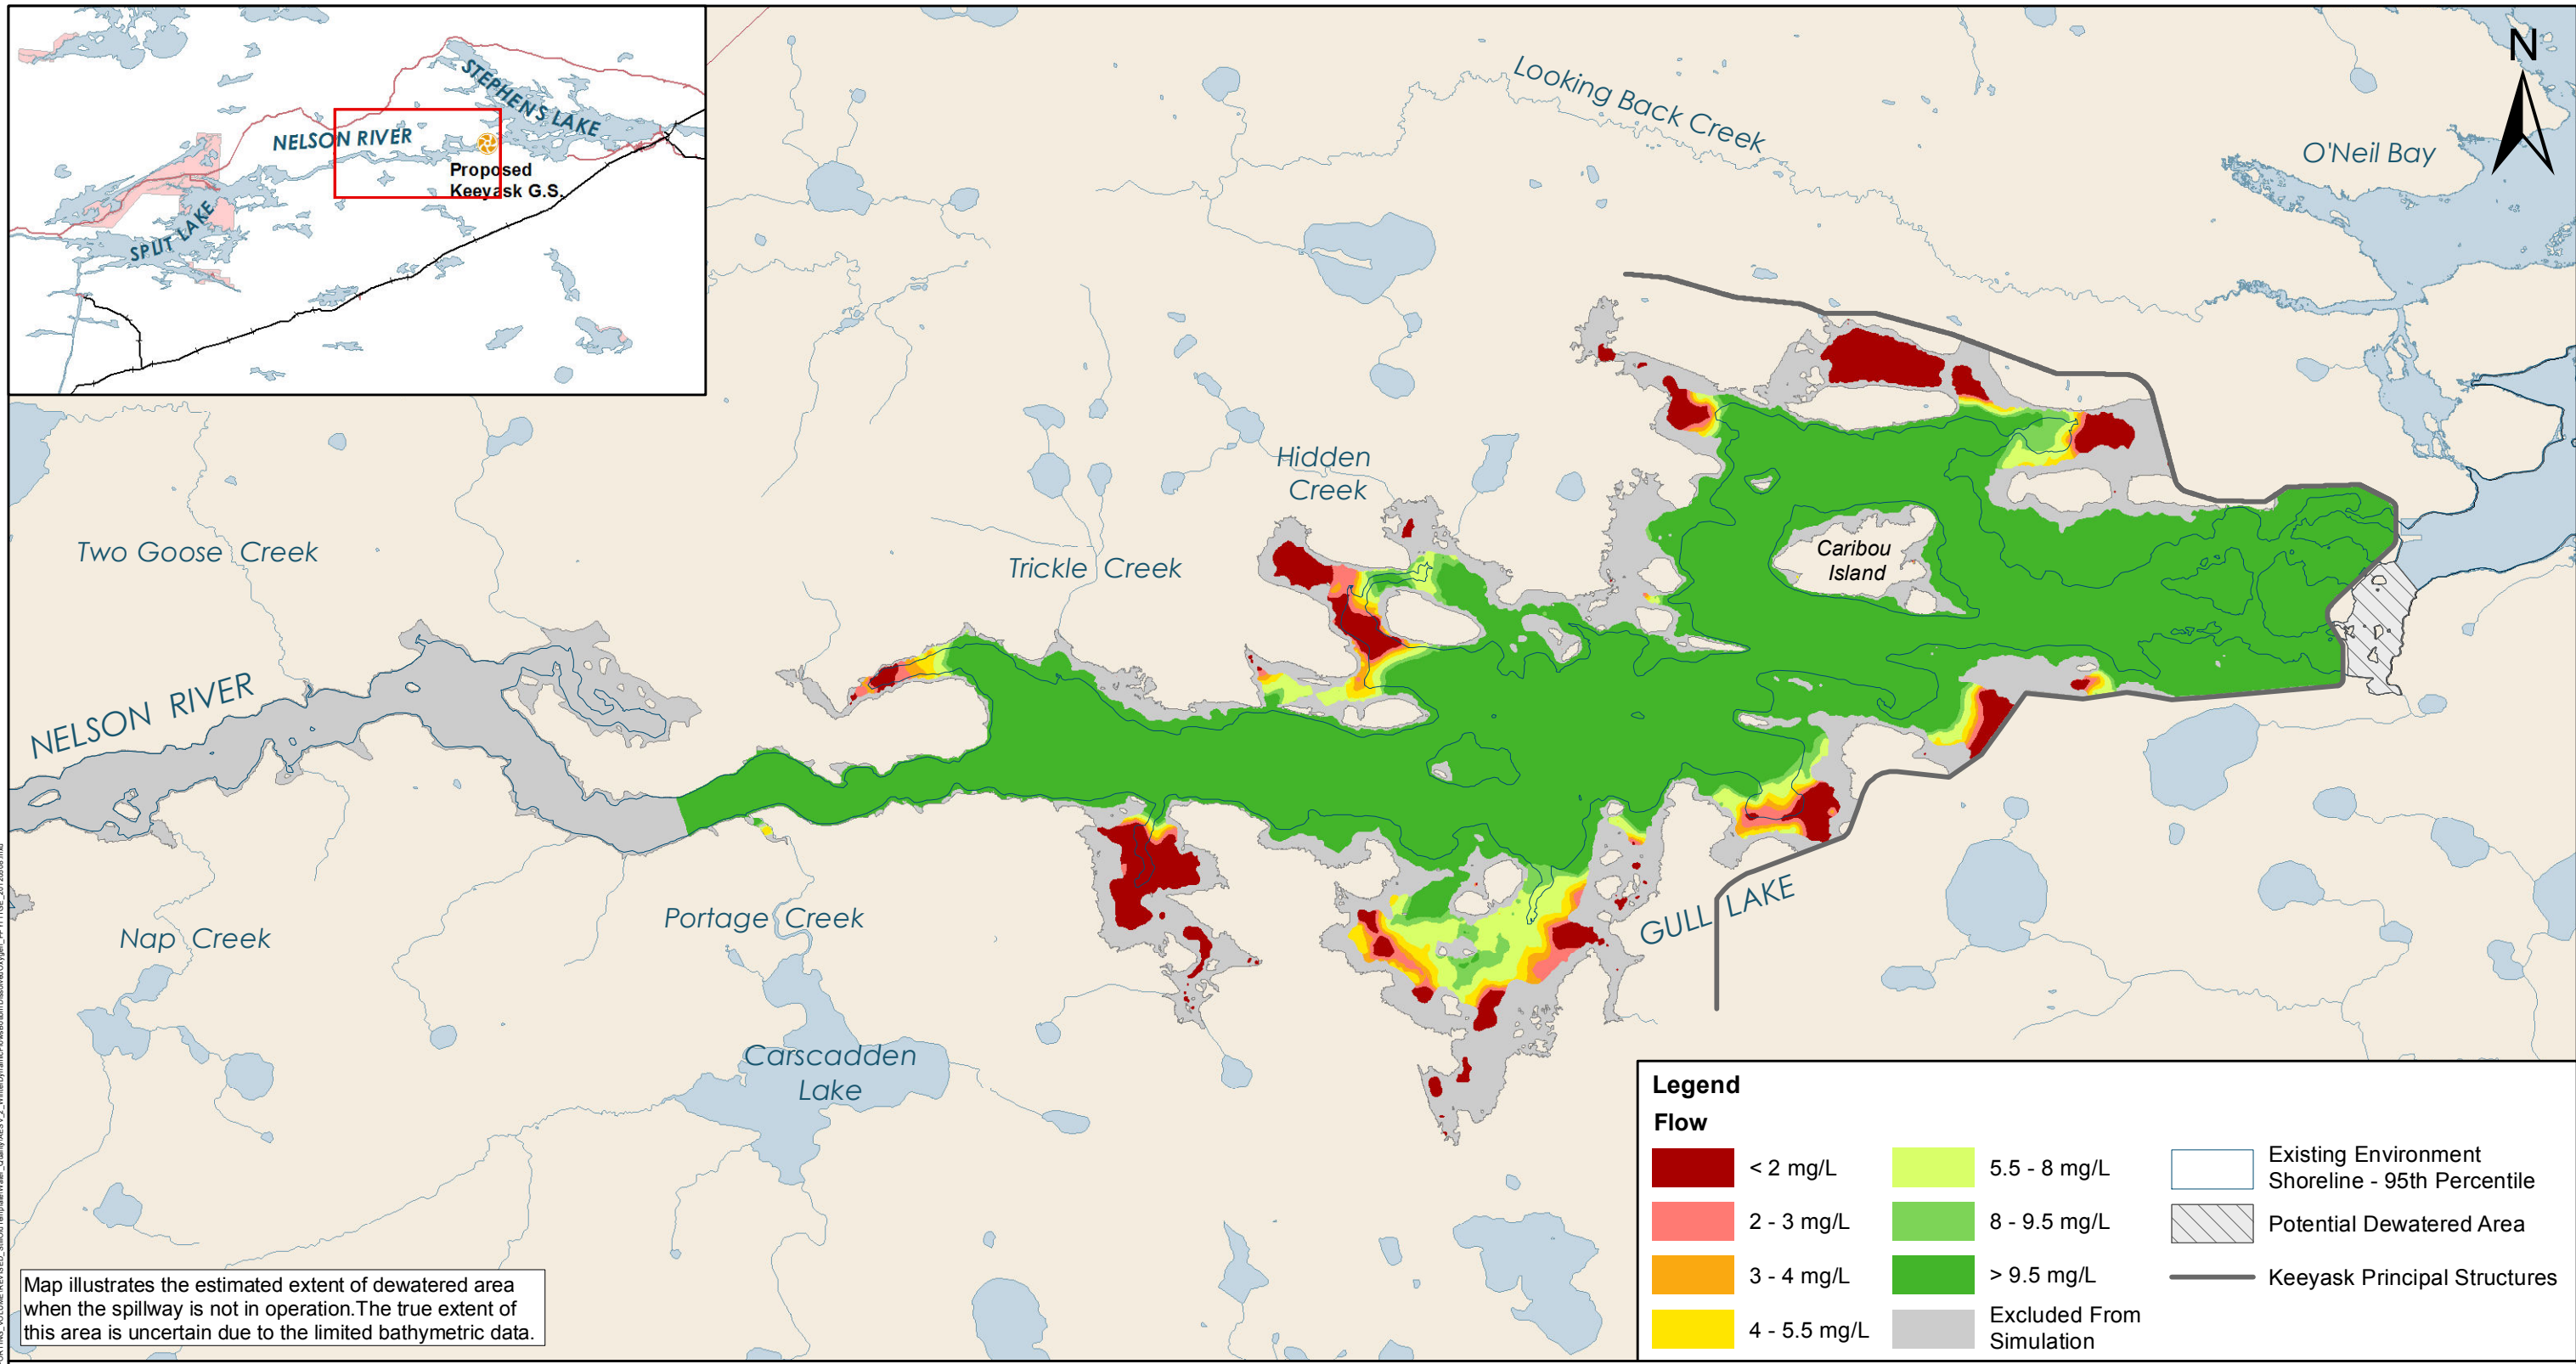 STEPHENS LAKE
NELSON RIVER
Proposed
Keeyask G.S.
SPLIT LAKE
N
Looking Back Creek
O'Neil Bay
Hidden
Creek
Two Goose Creek
Trickle Creek
Caribou
Island
NELSON RIVER
Nap Creek
Portage Creek
GULL LAKE
Carscadden
Lake
Map illustrates the estimated extent of dewatered area
when the spillway is not in operation.The true extent of
this area is uncertain due to the limited bathymetric data.
Legend
Flow
< 2 mg/L
2 - 3 mg/L
3 - 4 mg/L
4 - 5.5 mg/L
5.5 - 8 mg/L
8 - 9.5 mg/L
> 9.5 mg/L
Excluded From
Simulation
Existing Environment
Shoreline - 95th Percentile
Potential Dewatered Area
Keeyask Principal Structures